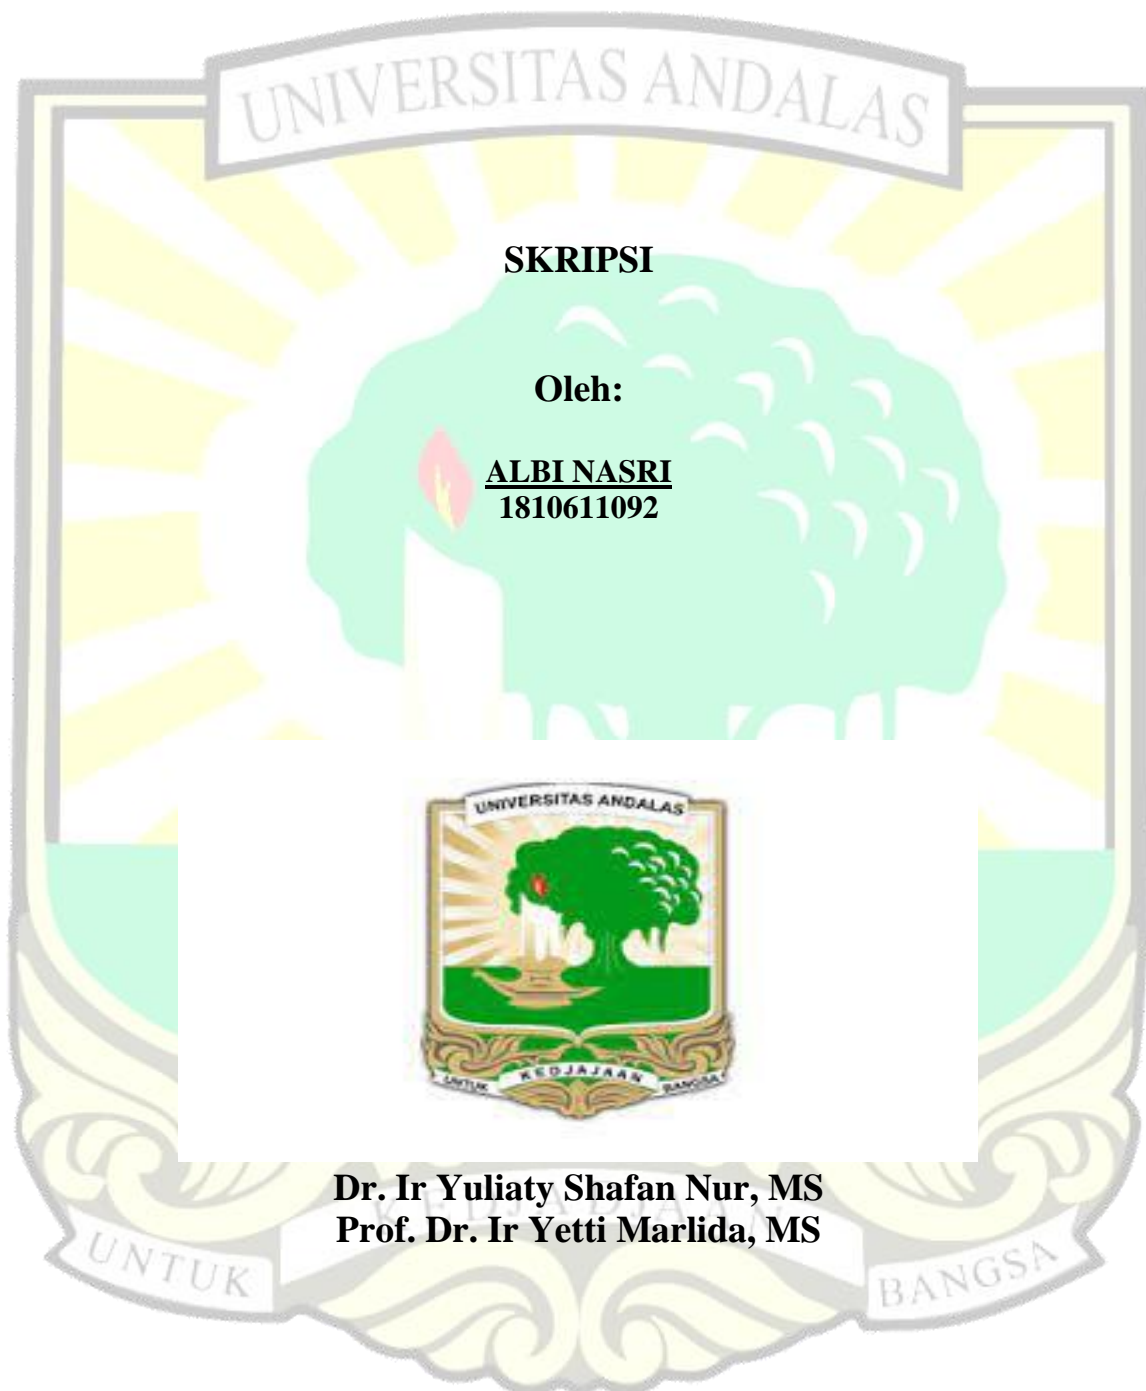 UNIVERSITAS ANDALAS
SKRIPSI
Oleh:
ALBI NASRI
1810611092
UNIVERSITAS ANDALAS
UNTUK KEDJAJAAN BANGSA
Dr. Ir Yuliaty Shafan Nur, MS
Prof. Dr. Ir Yetti Marlida, MS
UNTUK KEDJAJAAN BANGSA